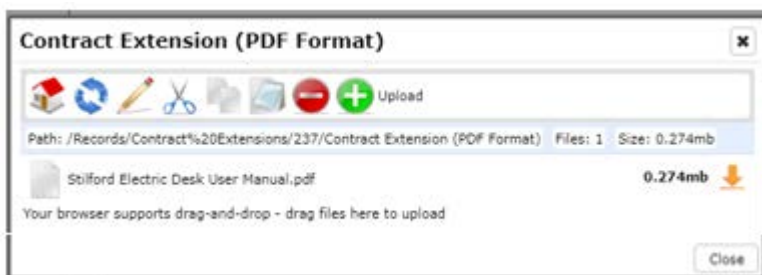 Contract Extension (PDF Format)
Upload
Path: /Records/Contract%20Extensions/237/Contract Extension (PDF Format) Files: 1 Size: 0.274mb
Stilford Electric Desk User Manual.pdf 0.274mb
Your browser supports drag-and-drop - drag files here to upload
Close